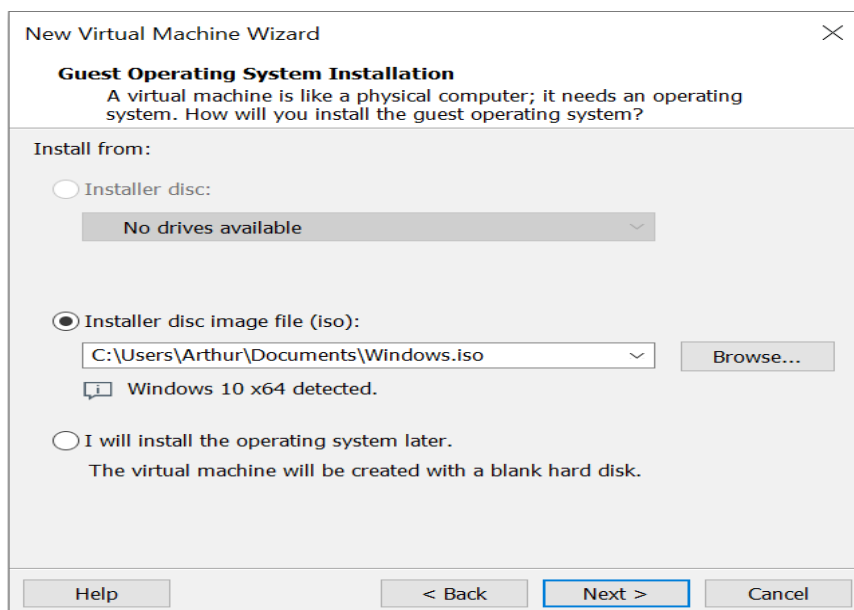 New Virtual Machine Wizard
Guest Operating System Installation
A virtual machine is like a physical computer; it needs an operating
system. How will you install the guest operating system?
Install from:
Installer disc:
No drives available
Installer disc image file (iso):
C:\Users\Arthur\Documents\Windows.iso
Browse...
Windows 10 x64 detected.
I will install the operating system later.
The virtual machine will be created with a blank hard disk.
Help
< Back
Next >
Cancel